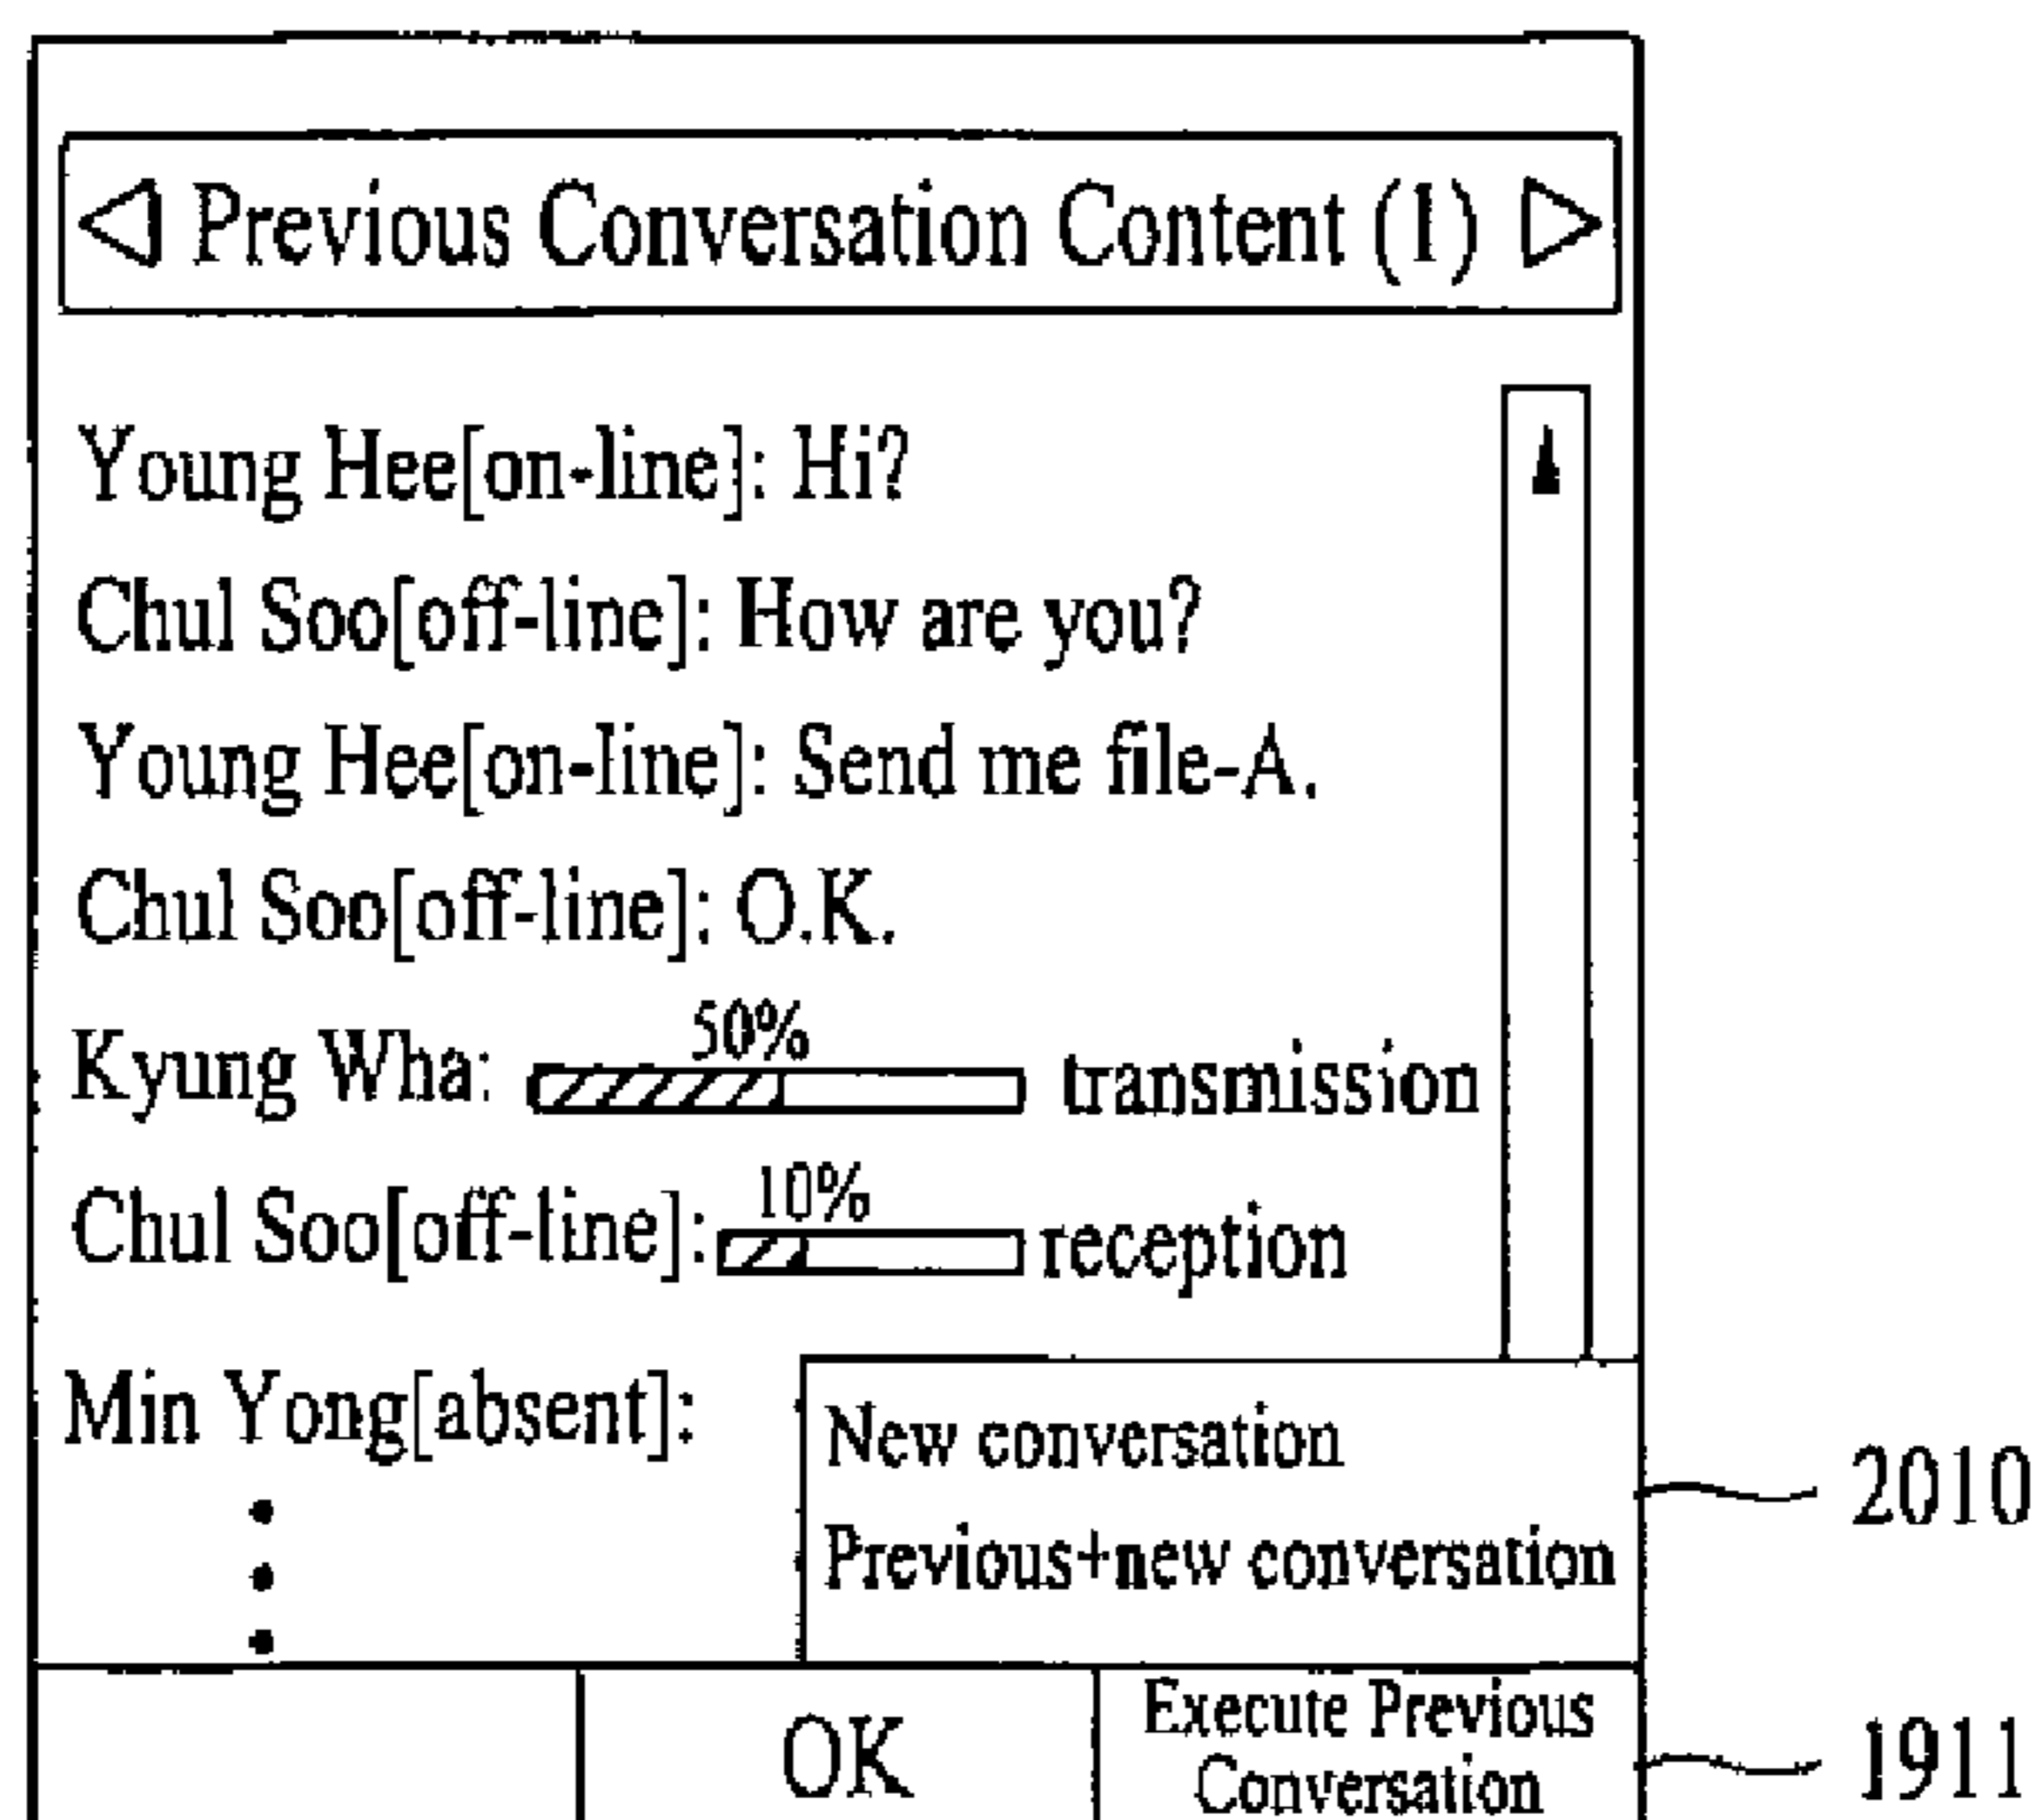 Previous Conversation Content (1)
Young Hee[on-line]: Hi?
Chul Soo[off-line]: How are you?
Young Hee[on-line]: Send me file-A.
Chul Soo[off-line]: O.K.
50%
Kyung Wha: transmission
10%
Chul Soo[off-line]: reception
Min Yong[absent]:
New conversation
2010
Previous+new conversation
OK
Execute Previous
Conversation
1911